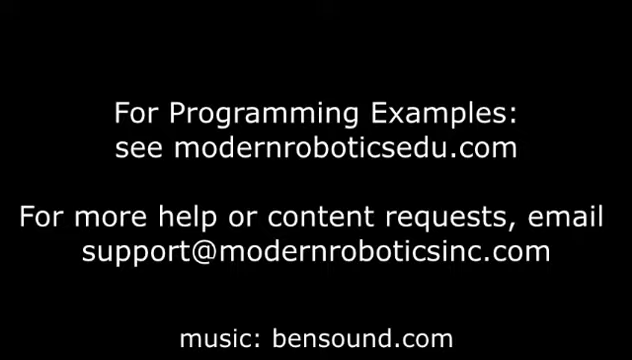 For Programming Examples:
see modernroboticsedu.com
For more help or content requests, email
support@modernroboticsinc.com
music: bensound.com